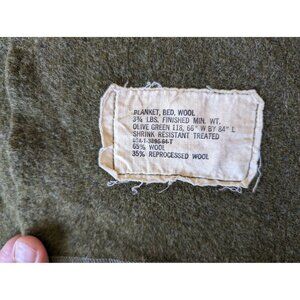 BLANKET, BED, WOOL
3¾ LBS. FINISHED MIN. WT.
OLIVE GREEN 118, 66" W BY 84" L
SHRINK RESISTANT TREATED
65% WOOL
35% REPROCESSED WOOL